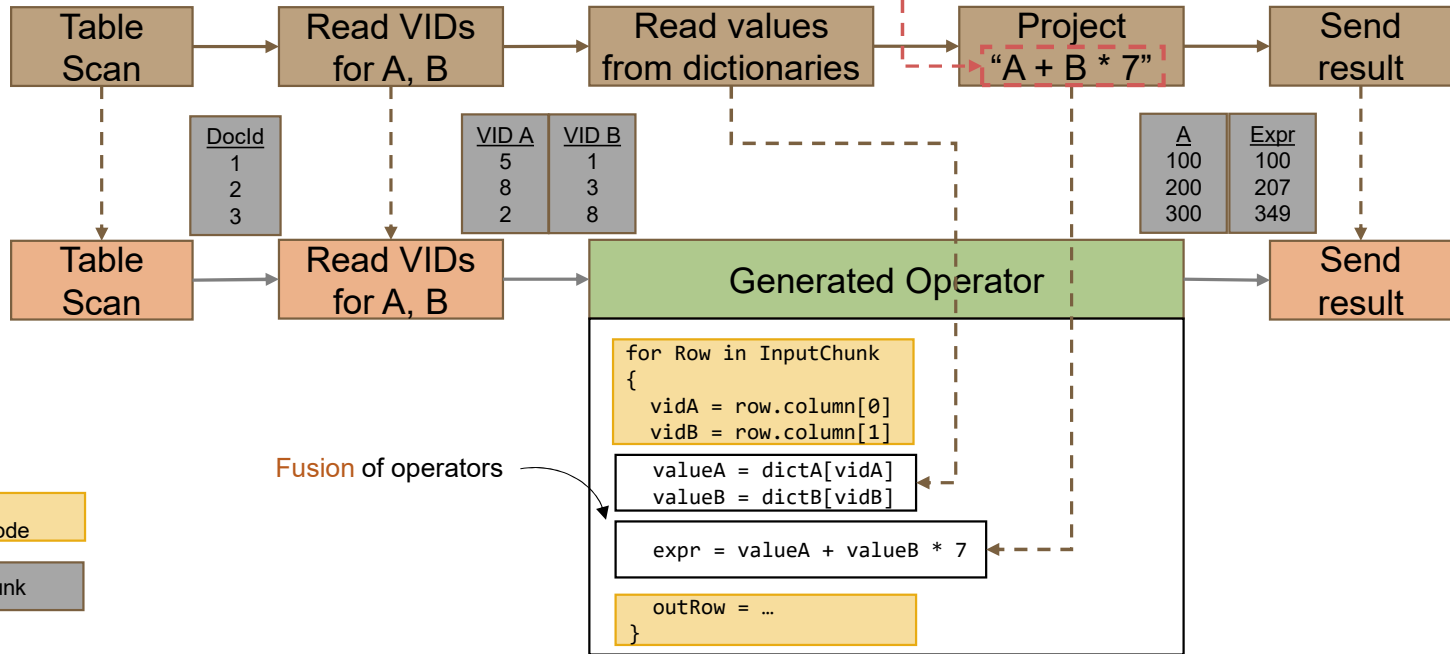 Table
Scan
Read VIDs
for A, B
Read values
from dictionaries
Project
“A + B * 7”
Send
result
DocId
1
2
3
VID A VID B
5 1
8 3
2 8
A Expr
100 100
200 207
300 349
Table
Scan
Read VIDs
for A, B
Generated Operator
Send
result
for Row in InputChunk
{
vidA = row.column[0]
vidB = row.column[1]
Fusion of operators
valueA = dictA[vidA]
valueB = dictB[vidB]
expr = valueA + valueB * 7
outRow = …
}